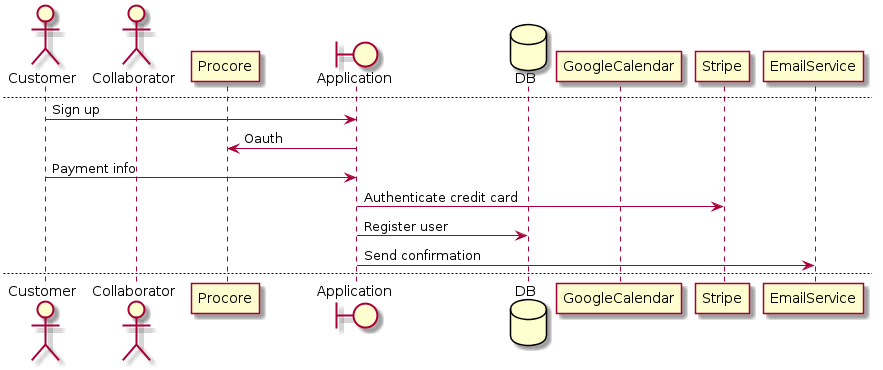 Customer
Collaborator
Procore
Application
DB
GoogleCalendar
Stripe
EmailService
Sign up
Oauth
Payment info
Authenticate credit card
Register user
Send confirmation
Customer
Collaborator
Procore
Application
DB
GoogleCalendar
Stripe
EmailService